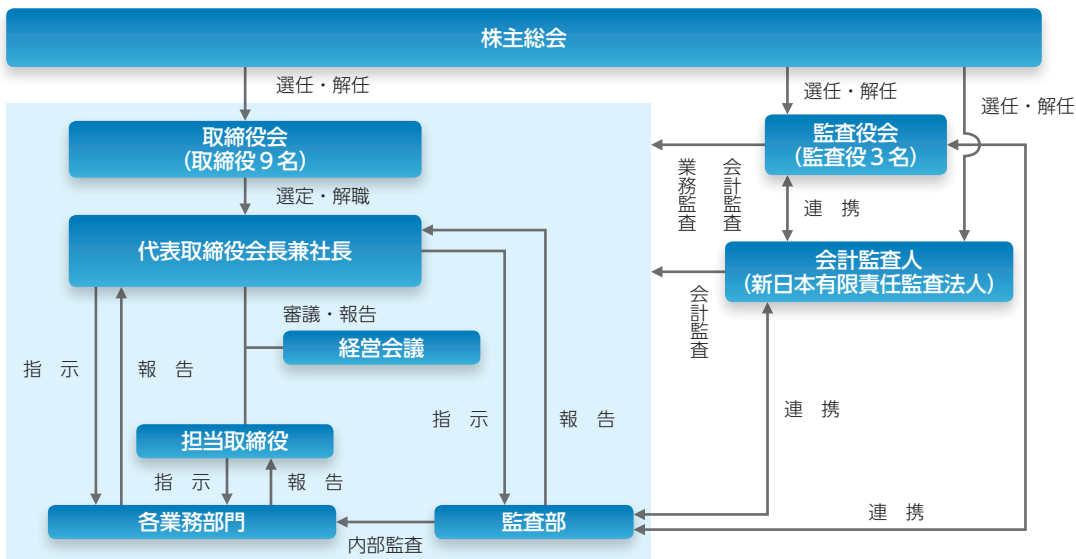 株主総会
選任・解任
選任・解任
選任・解任
取締役会
（取締役９名）
監査役会
（監査役３名）
選定・解職
業務監査
会計監査
連 携
代表取締役会長兼社長
会計監査人
（新日本有限責任監査法人）
会計監査
審議・報告
経営会議
指 示
報 告
指 示
報 告
連 携
担当取締役
指 示
報 告
各業務部門
内部監査
監査部
連 携